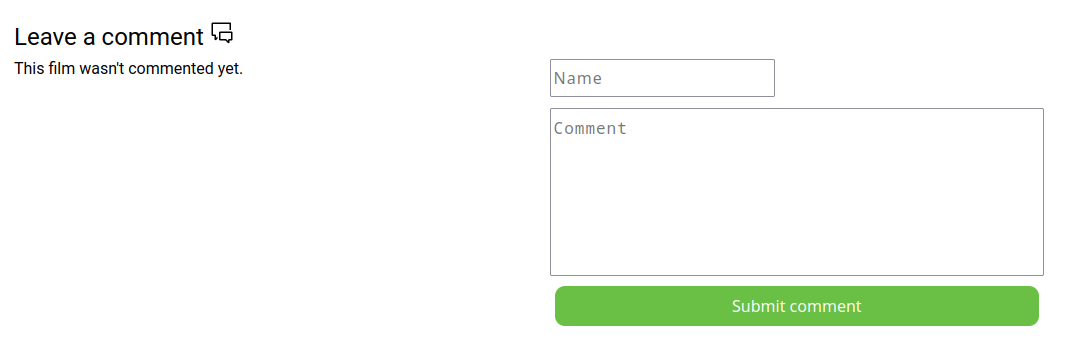 Leave a comment
This film wasn't commented yet.
Name
Comment
Submit comment